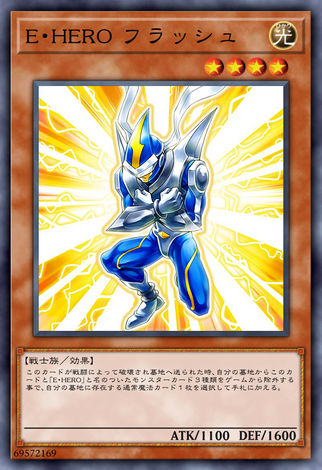 E・HERO フラッシュ
光
【戦士族／効果】
このカードが戦闘によって破壊され墓地へ送られた時、自分の墓地からこのカー
ドと「E・HERO」と名のついたモンスターカード３種類をゲームから除外する
事で、自分の墓地に存在する通常魔法カード１枚を選択して手札に加える。
ATK/1100 DEF/1600
69572169